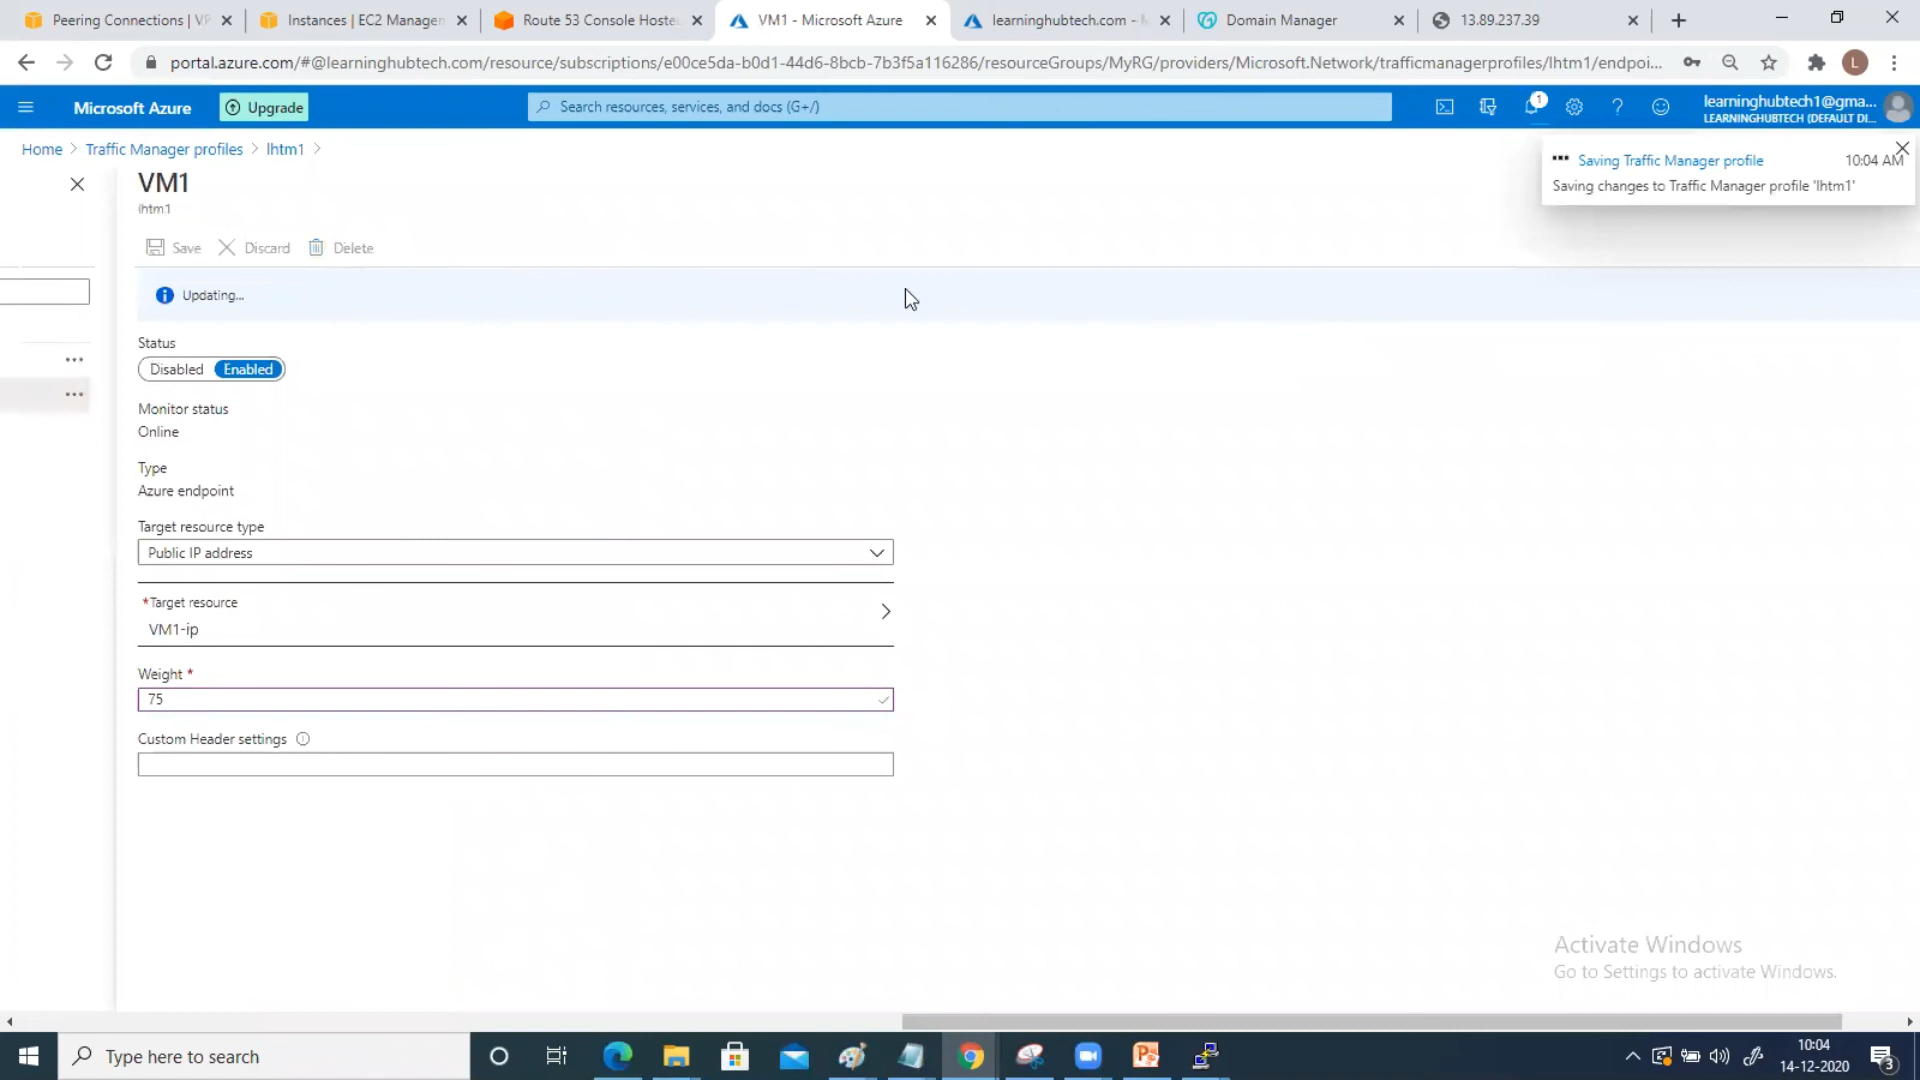 Peering Connections | VP
Instances | EC2 Managem
Route 53 Console Hoste
VM1 - Microsoft Azure
learninghubtech.com - M
Domain Manager
13.89.237.39
portal.azure.com/#@learninghubtech.com/resource/subscriptions/e00ce5da-b0d1-44d6-8bcb-7b3f5a116286/resourceGroups/MyRG/providers/Microsoft.Network/trafficmanagerprofiles/lhtm1/endpoi...
L
Microsoft Azure
Upgrade
Search resources, services, and docs (G+/)
1
learninghubtech1@gma...
LEARNINGHUBTECH (DEFAULT DI...
Home > Traffic Manager profiles > lhtm1 >
Saving Traffic Manager profile 10:04 AM
Saving changes to Traffic Manager profile 'lhtm1'
VM1
lhtm1
Save Discard Delete
Updating...
Status
Disabled Enabled
Monitor status
Online
Type
Azure endpoint
Target resource type
Public IP address
*Target resource
VM1-ip
Weight *
75
Custom Header settings
Activate Windows
Go to Settings to activate Windows.
Type here to search
10:04
14-12-2020
3